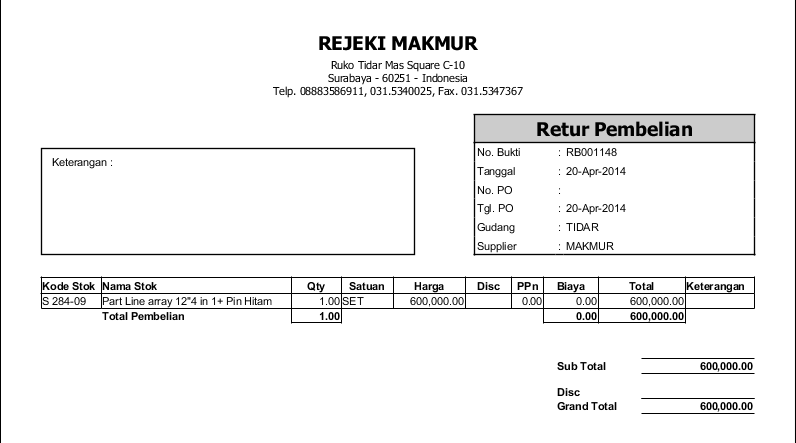 REJEKI MAKMUR
Ruko Tidar Mas Square C-10
Surabaya - 60251 - Indonesia
Telp. 08883586911, 031.5340025, Fax. 031.5347367
Retur Pembelian
Keterangan :
No. Bukti : RB001148
Tanggal : 20-Apr-2014
No. PO :
Tgl. PO : 20-Apr-2014
Gudang : TIDAR
Supplier : MAKMUR
Kode Stok Nama Stok Qty Satuan Harga Disc PPn Biaya Total Keterangan
S 284-09 Part Line array 12"4 in 1+ Pin Hitam 1.00 SET 600,000.00 0.00 0.00 600,000.00
Total Pembelian 1.00 0.00 600,000.00
Sub Total 600,000.00
Disc
Grand Total 600,000.00